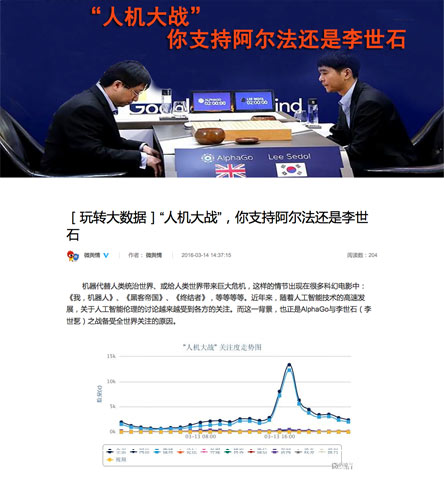 “人机大战”
你支持阿尔法还是李世石
ALPHAGO
02:00:00
AlphaGo
Lee Sedol
［玩转大数据］“人机大战”，你支持阿尔法还是李世
石
微舆情 2016-03-14 14:37:15 阅读数：204
机器代替人类统治世界、或给人类世界带来巨大危机，这样的情节出现在很多科幻电影中：
《我，机器人》、《黑客帝国》、《终结者》，等等等等。近年来，随着人工智能技术的高速发
展，关于人工智能伦理的讨论越来越受到各方的关注。而这一背景，也正是AlphaGo与李世石（李
世乭）之战备受全世界关注的原因。
“人机大战” 关注度走势图
15k
10k
5k
0k
03-13 08:00
03-13 16:00